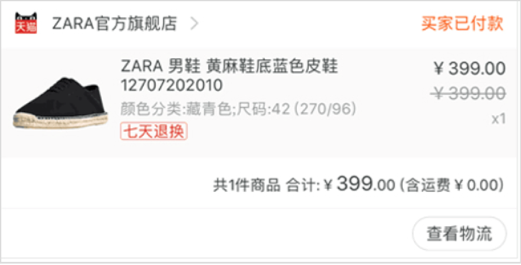 天猫 ZARA官方旗舰店 买家已付款
ZARA 男鞋 黄麻鞋底蓝色皮鞋 ¥399.00
12707202010 ¥399.00
颜色分类:藏青色;尺码:42 (270/96) x1
七天退换
共1件商品 合计:¥399.00 (含运费¥0.00)
查看物流